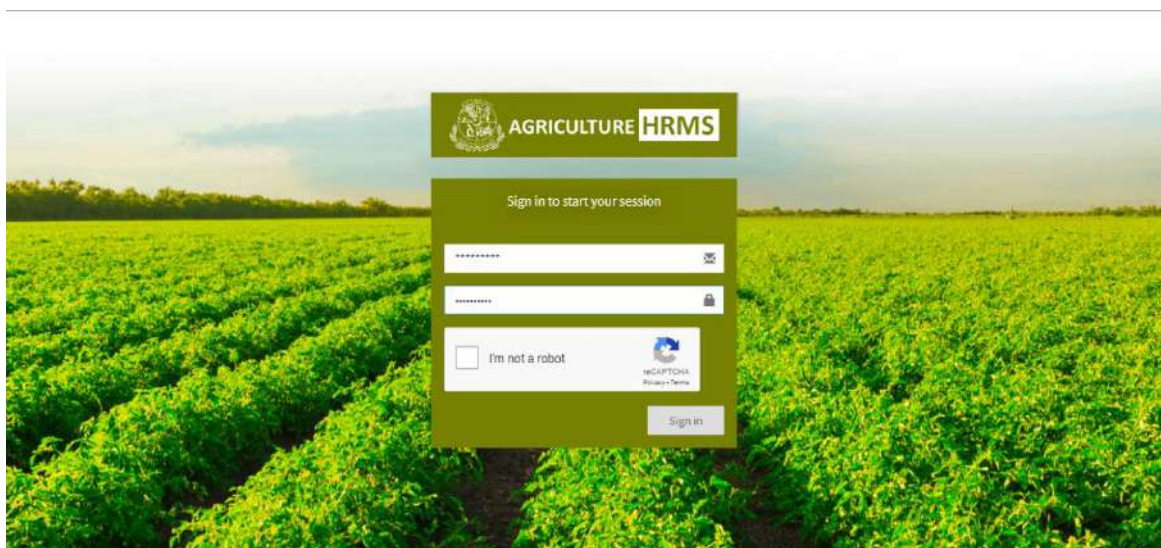 AGRICULTURE HRMS
Sign in to start your session
*********
••••••••••
I'm not a robot
reCAPTCHA
Privacy - Terms
Sign in